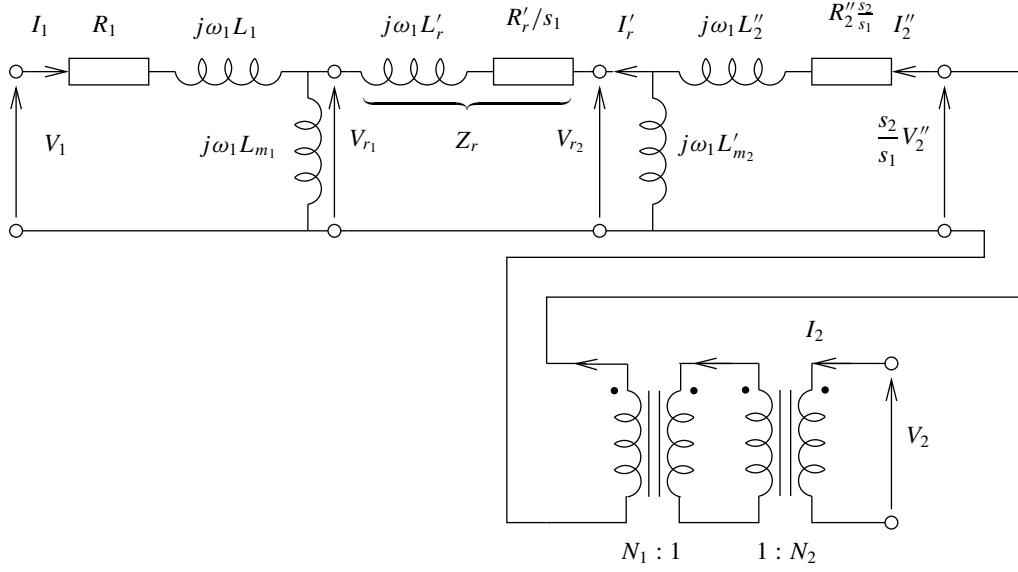 I₁ R₁ jω₁L₁ jω₁L′ᵣ R′ᵣ/s₁ I′ᵣ jω₁L″₂ R″₂ s₂/s₁ I″₂
V₁ jω₁Lₘ₁ Vᵣ₁ Zᵣ Vᵣ₂ jω₁L′ₘ₂ s₂/s₁ V″₂
I₂
V₂
N₁ : 1 1 : N₂